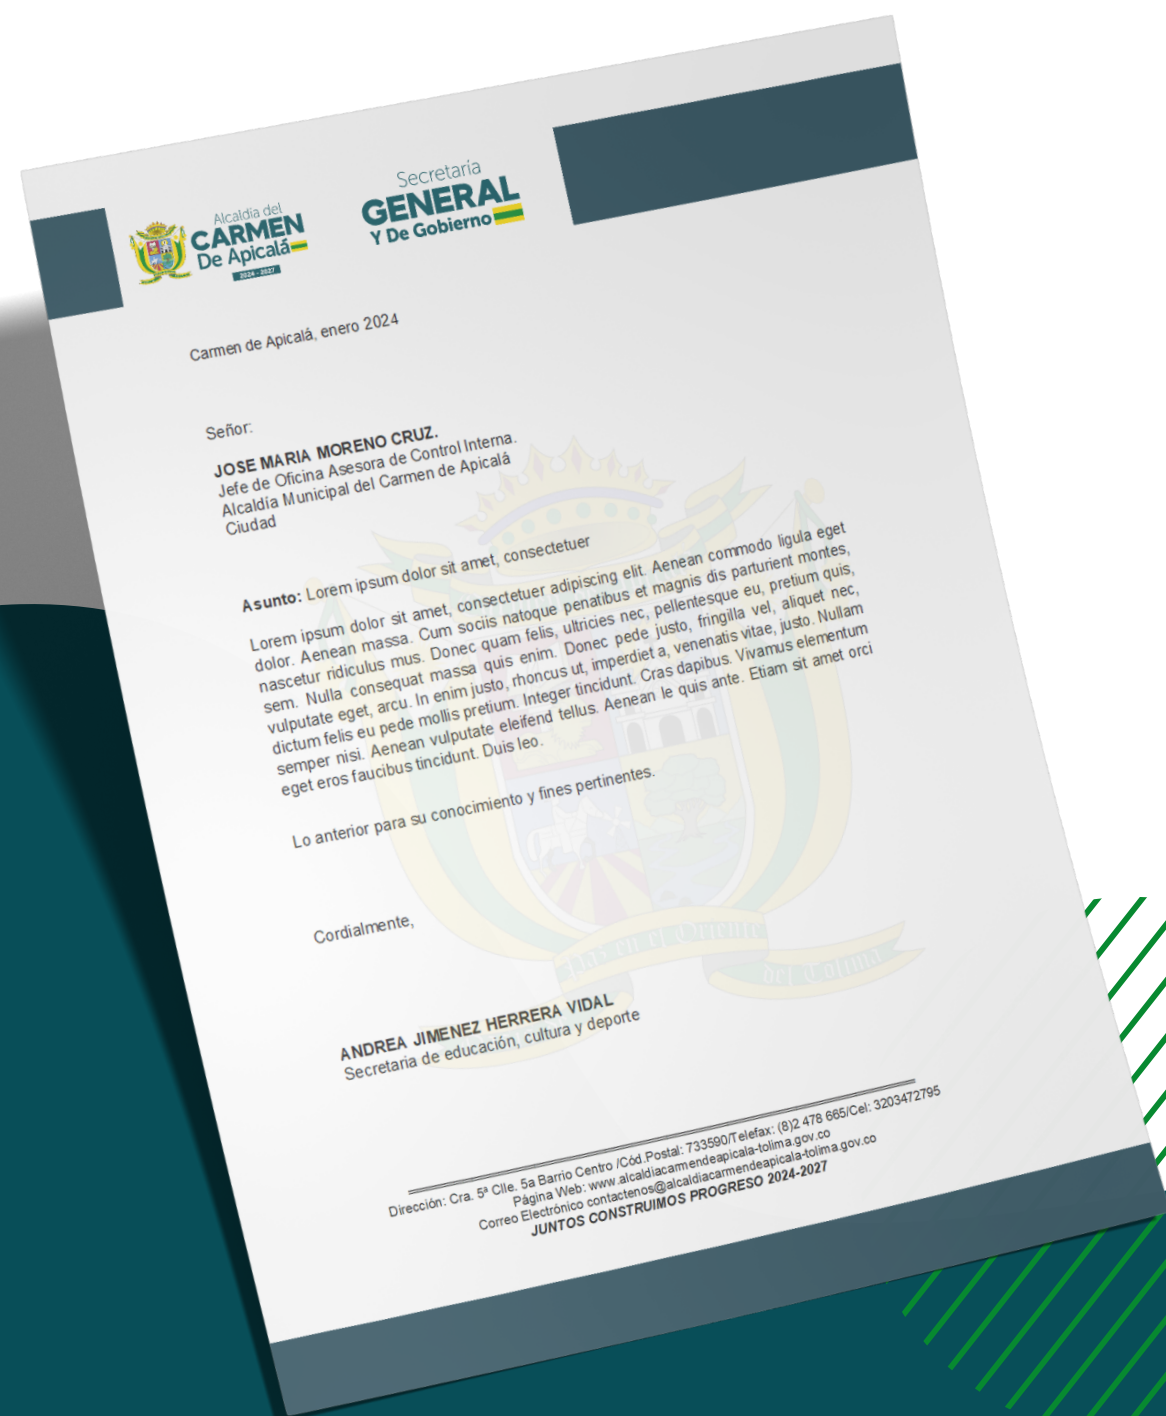 Alcaldía del
CARMEN
De Apicalá
2024 - 2027
Secretaría
GENERAL
Y De Gobierno
Carmen de Apicalá, enero 2024
Señor:
JOSE MARIA MORENO CRUZ.
Jefe de Oficina Asesora de Control Interna.
Alcaldía Municipal del Carmen de Apicalá
Ciudad
Asunto: Lorem ipsum dolor sit amet, consectetuer
Lorem ipsum dolor sit amet, consectetuer adipiscing elit. Aenean commodo ligula eget
dolor. Aenean massa. Cum sociis natoque penatibus et magnis dis parturient montes,
nascetur ridiculus mus. Donec quam felis, ultricies nec, pellentesque eu, pretium quis,
sem. Nulla consequat massa quis enim. Donec pede justo, fringilla vel, aliquet nec,
vulputate eget, arcu. In enim justo, rhoncus ut, imperdiet a, venenatis vitae, justo. Nullam
dictum felis eu pede mollis pretium. Integer tincidunt. Cras dapibus. Vivamus elementum
semper nisi. Aenean vulputate eleifend tellus. Aenean le quis ante. Etiam sit amet orci
eget eros faucibus tincidunt. Duis leo.
Lo anterior para su conocimiento y fines pertinentes.
Cordialmente,
Paz en el Oriente
del Tolima
ANDREA JIMENEZ HERRERA VIDAL
Secretaria de educación, cultura y deporte
Dirección: Cra. 5ª Clle. 5a Barrio Centro /Cód.Postal: 733590/Telefax: (8)2 478 665/Cel: 3203472795
Página Web: www.alcaldiacarmendeapicala-tolima.gov.co
Correo Electrónico contactenos@alcaldiacarmendeapicala-tolima.gov.co
JUNTOS CONSTRUIMOS PROGRESO 2024-2027